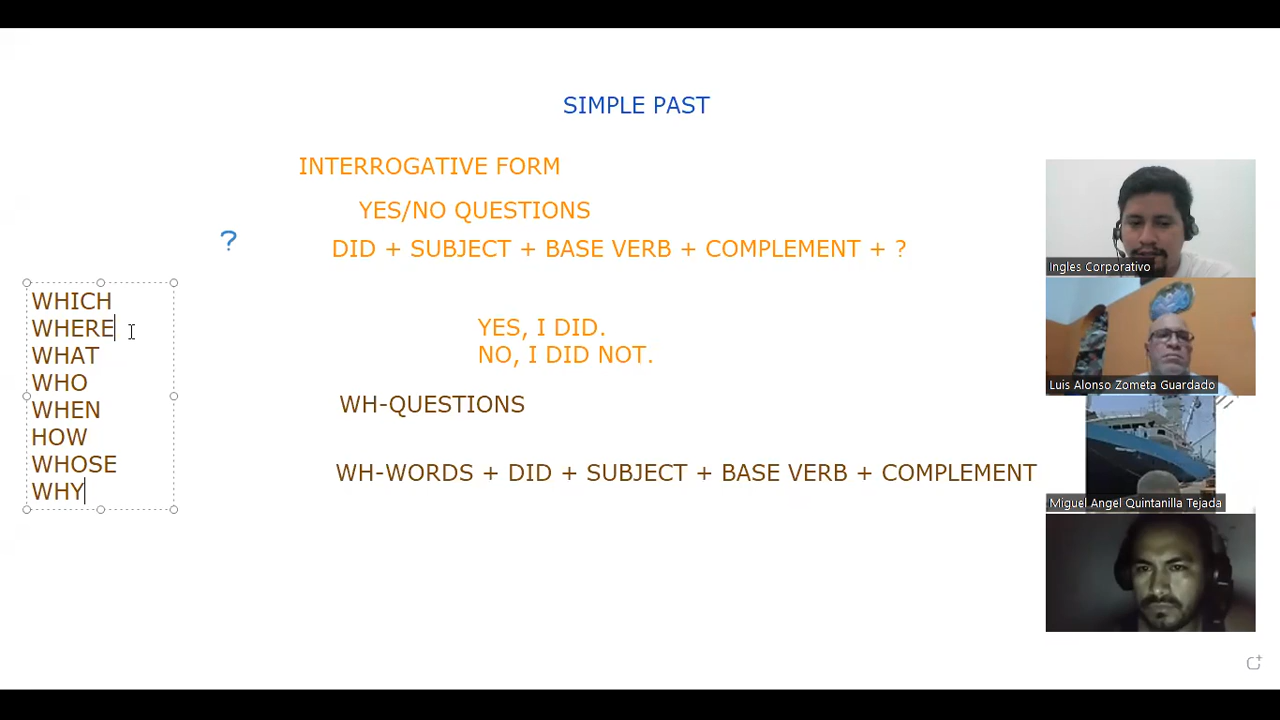 SIMPLE PAST
INTERROGATIVE FORM
YES/NO QUESTIONS
?
DID + SUBJECT + BASE VERB + COMPLEMENT + ?
WHICH
WHERE
WHAT
WHO
WHEN
HOW
WHOSE
WHY
YES, I DID.
NO, I DID NOT.
WH-QUESTIONS
WH-WORDS + DID + SUBJECT + BASE VERB + COMPLEMENT
Ingles Corporativo
Luis Alonso Zometa Guardado
Miguel Angel Quintanilla Tejada